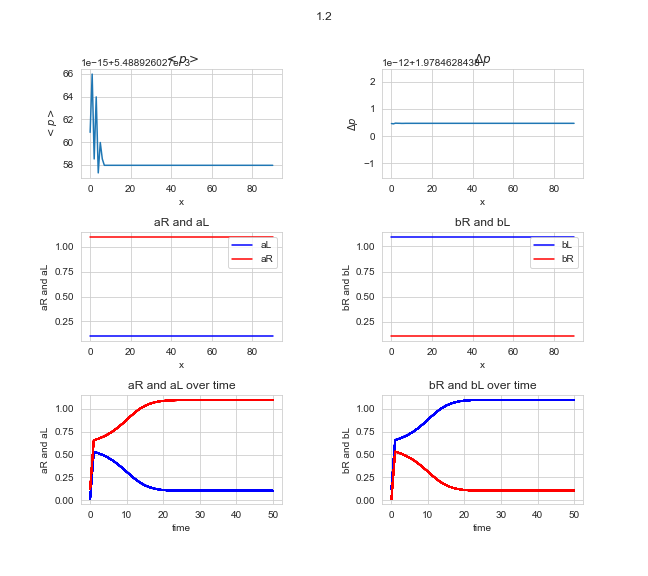 1.2
<p>
1e−15+5.488926027e 3
Δp
1e−12+1.9784628438
66
64
62
60
58
<p>
0 20 40 60 80
x
2
1
0
−1
Δp
0 20 40 60 80
x
aR and aL
1.00
0.75
0.50
0.25
aR and aL
aL
aR
0 20 40 60 80
x
bR and bL
1.00
0.75
0.50
0.25
bR and bL
bL
bR
0 20 40 60 80
x
aR and aL over time
1.00
0.75
0.50
0.25
0.00
aR and aL
0 10 20 30 40 50
time
bR and bL over time
1.00
0.75
0.50
0.25
0.00
bR and bL
0 10 20 30 40 50
time